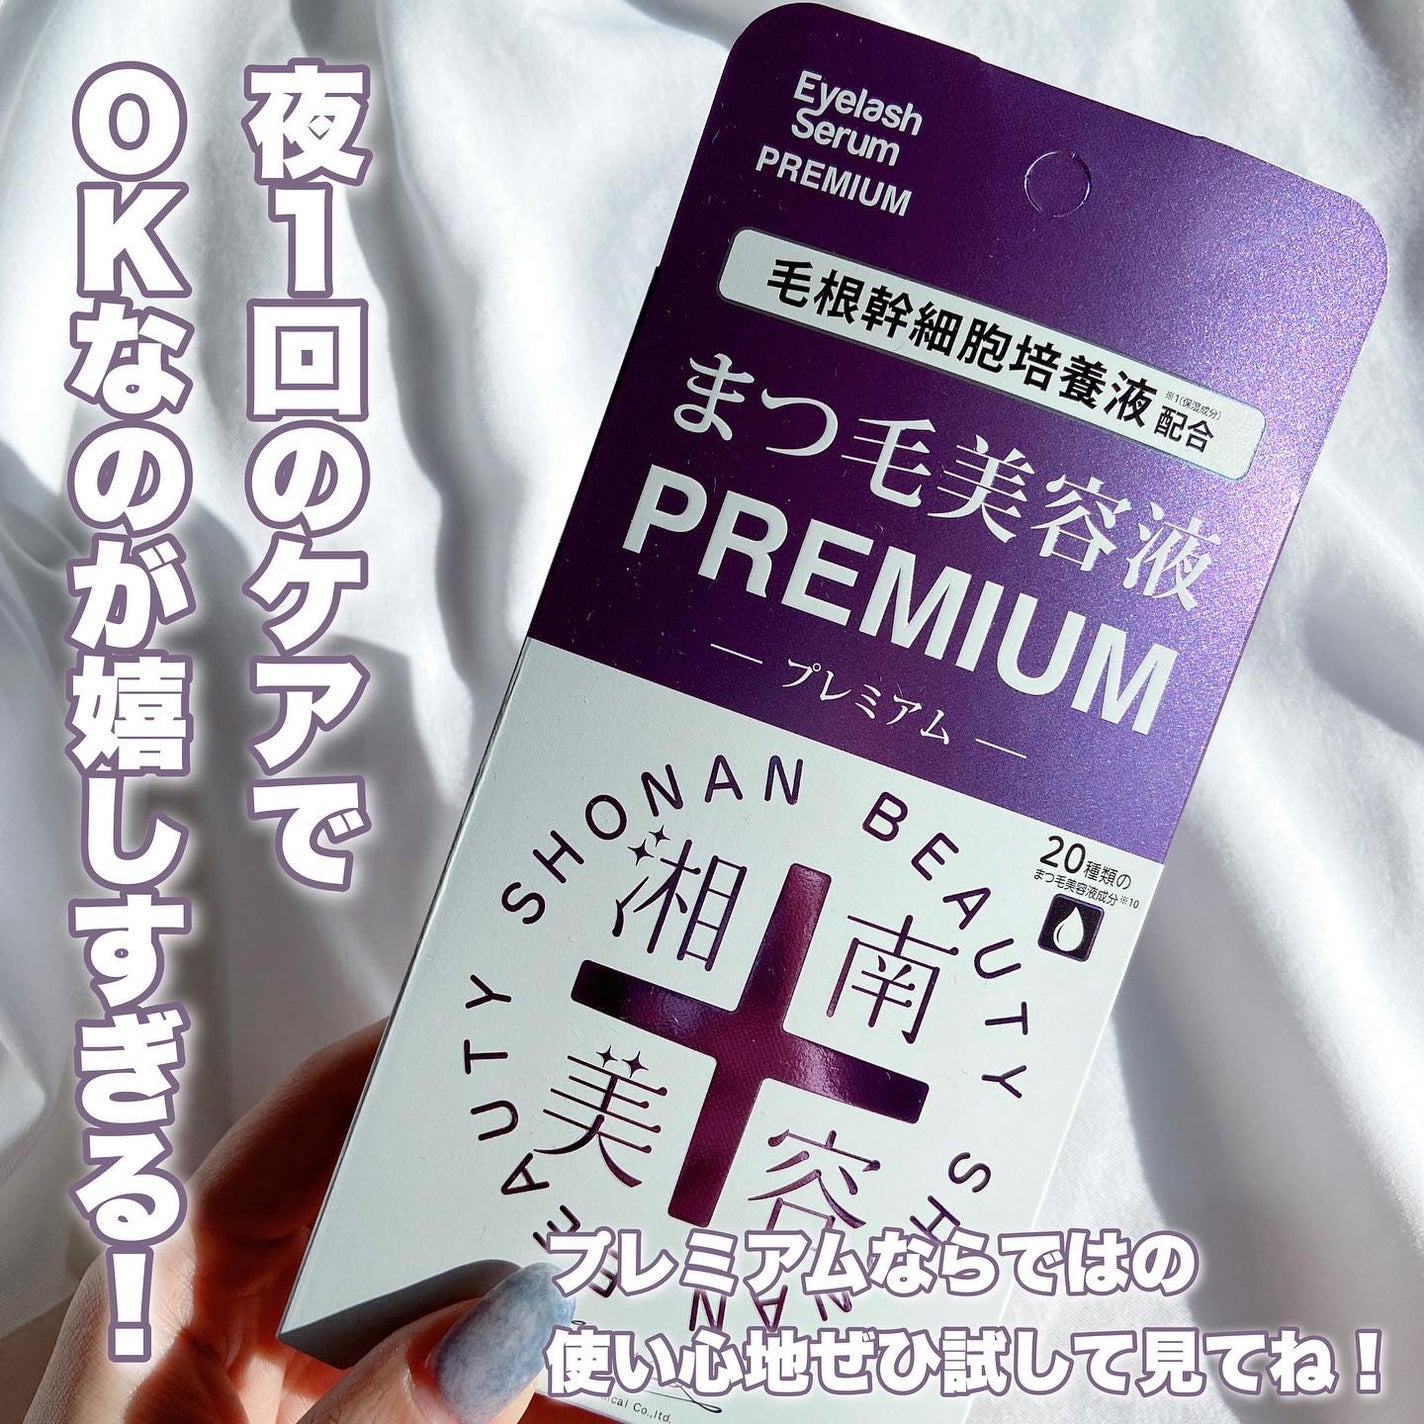 夜1回のケアで
OKなのが嬉しすぎる！
Eyelash
Serum
PREMIUM
毛根幹細胞培養液 ※1(保湿成分) 配合
まつ毛美容液
PREMIUM
— プレミアム —
20種類の
まつ毛美容液成分※10
SHONAN BEAUTY SHONAN BEAUTY
湘南
美容
プレミアムならではの
使い心地ぜひ試して見てね！
Co.,ltd.